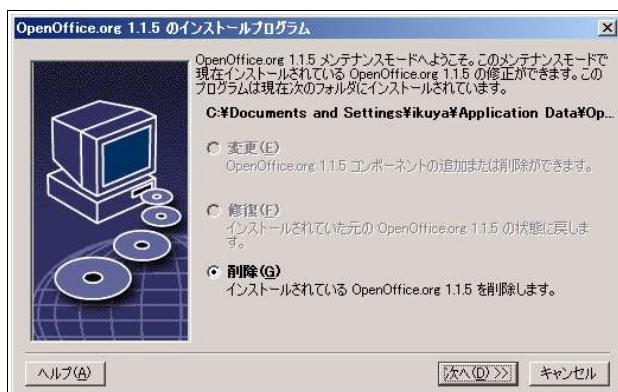 OpenOffice.org 1.1.5 のインストールプログラム
OpenOffice.org 1.1.5 メンテナンスモードへようこそ。このメンテナンスモードで
現在インストールされている OpenOffice.org 1.1.5 の修正ができます。この
プログラムは現在次のフォルダにインストールされています。
C:¥Documents and Settings¥ikuya¥Application Data¥Op...
変更(E)
OpenOffice.org 1.1.5 コンポーネントの追加または削除ができます。
修復(F)
インストールされていた元の OpenOffice.org 1.1.5 の状態に戻しま
す。
削除(G)
インストールされている OpenOffice.org 1.1.5 を削除します。
ヘルプ(A)
次へ(D) >>
キャンセル